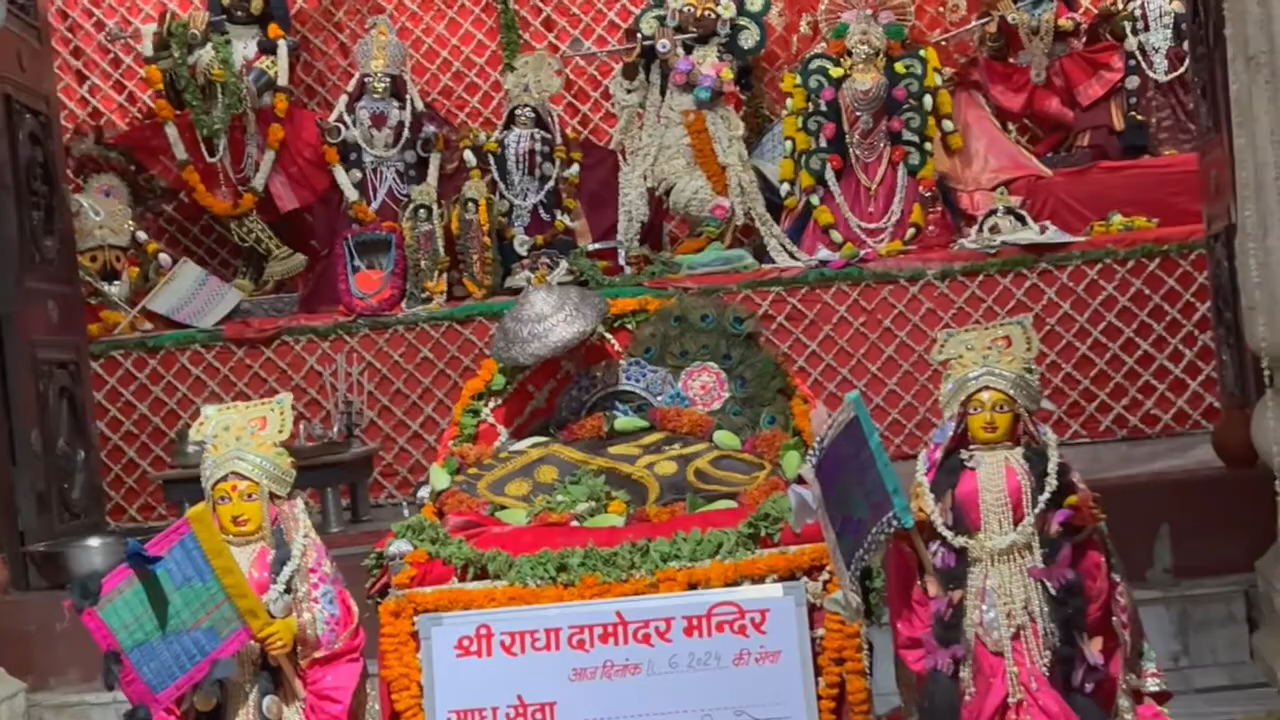 श्री राधा दामोदर मन्दिर
आज दिनांक 11.6.2024 की सेवा
साधु सेवा